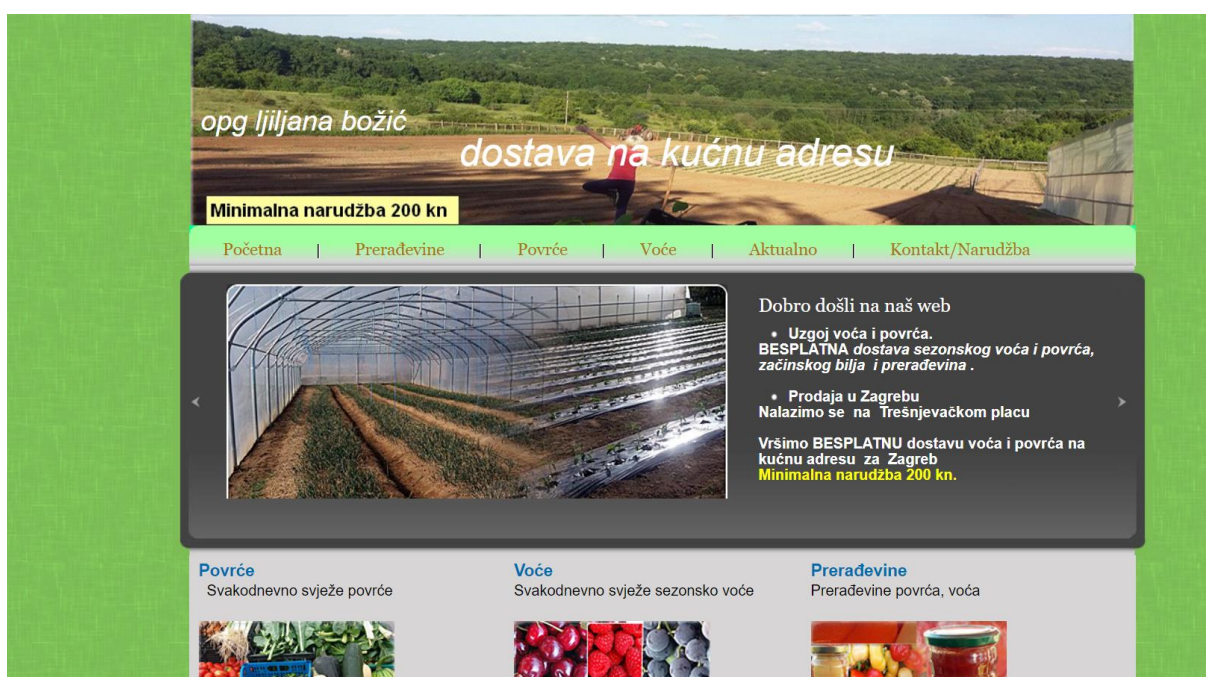 opg ljiljana božić
dostava na kućnu adresu
Minimalna narudžba 200 kn
Početna | Prerađevine | Povrće | Voće | Aktualno | Kontakt/Narudžba
Dobro došli na naš web
• Uzgoj voća i povrća.
BESPLATNA dostava sezonskog voća i povrća,
začinskog bilja i prerađevina .
• Prodaja u Zagrebu
Nalazimo se na Trešnjevačkom placu
Vršimo BESPLATNU dostavu voća i povrća na
kućnu adresu za Zagreb
Minimalna narudžba 200 kn.
Povrće
Svakodnevno svježe povrće
Voće
Svakodnevno svježe sezonsko voće
Prerađevine
Prerađevine povrća, voća